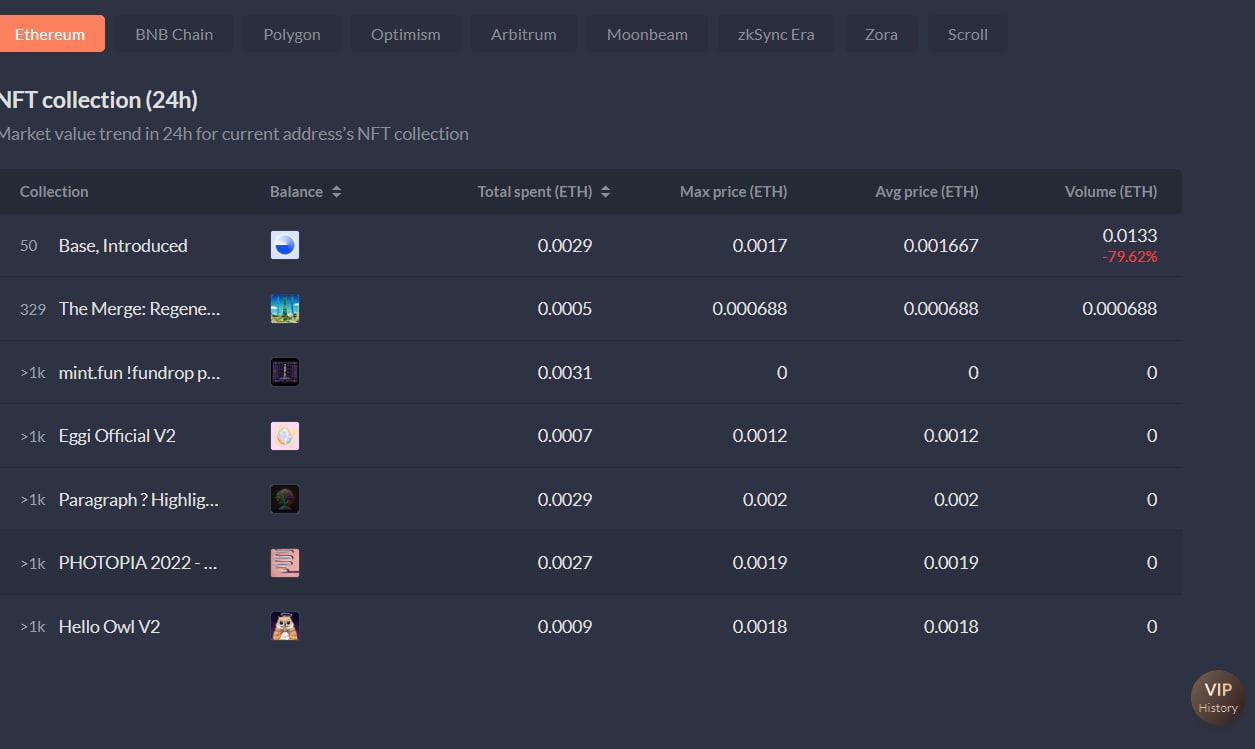 Ethereum BNB Chain Polygon Optimism Arbitrum Moonbeam zkSync Era Zora Scroll
NFT collection (24h)
Market value trend in 24h for current address's NFT collection
Collection Balance Total spent (ETH) Max price (ETH) Avg price (ETH) Volume (ETH)
50 Base, Introduced 0.0029 0.0017 0.001667 0.0133
-79.62%
329 The Merge: Regene... 0.0005 0.000688 0.000688 0.000688
>1k mint.fun !fundrop p... 0.0031 0 0 0
>1k Eggi Official V2 0.0007 0.0012 0.0012 0
>1k Paragraph ? Highlig... 0.0029 0.002 0.002 0
>1k PHOTOPIA 2022 - ... 0.0027 0.0019 0.0019 0
>1k Hello Owl V2 0.0009 0.0018 0.0018 0
VIP
History